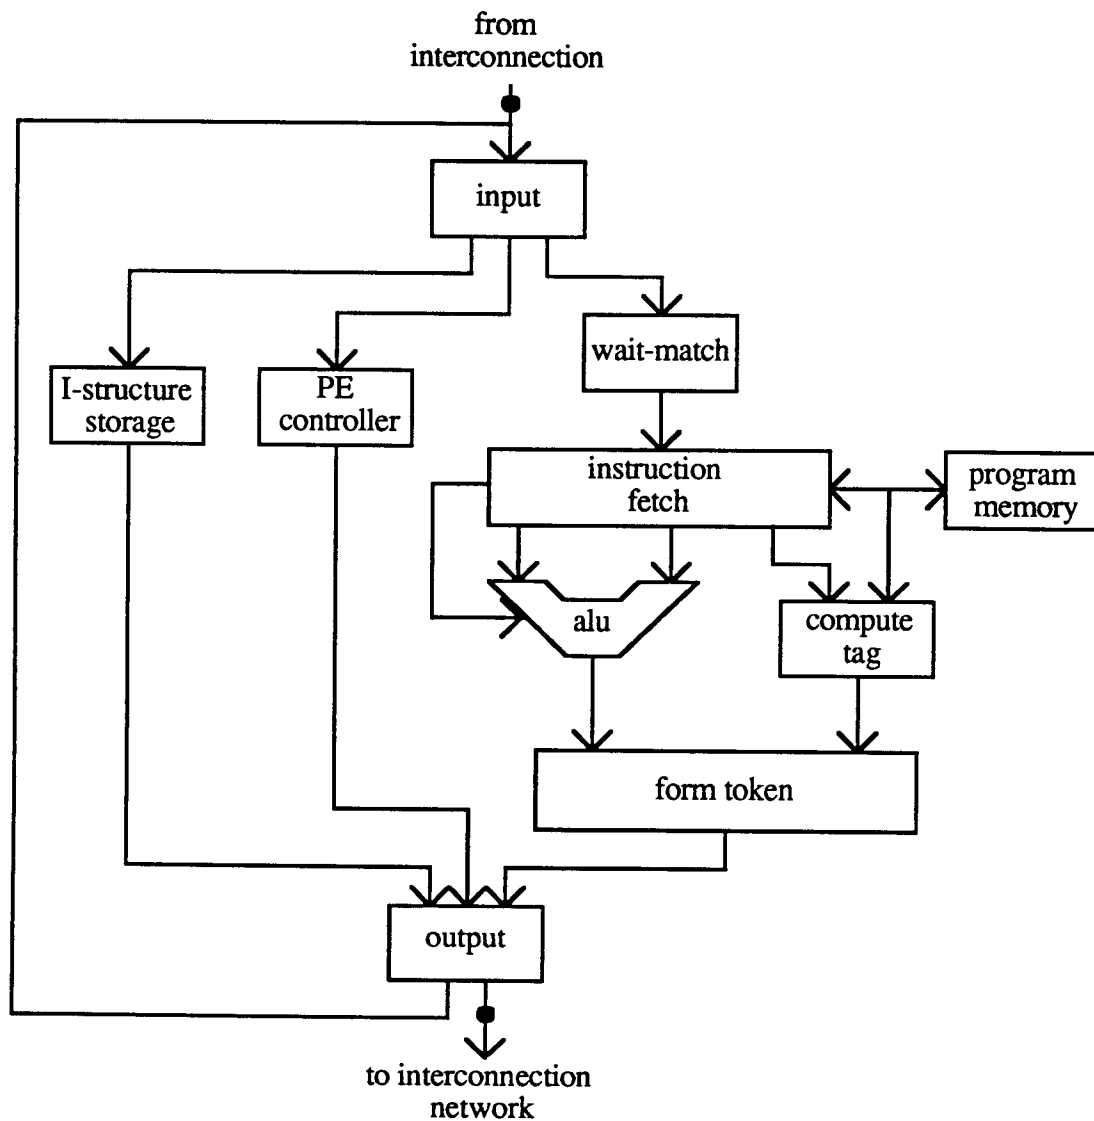 from
interconnection
input
wait-match
I-structure
storage
PE
controller
instruction
fetch
program
memory
alu
compute
tag
form token
output
to interconnection
network